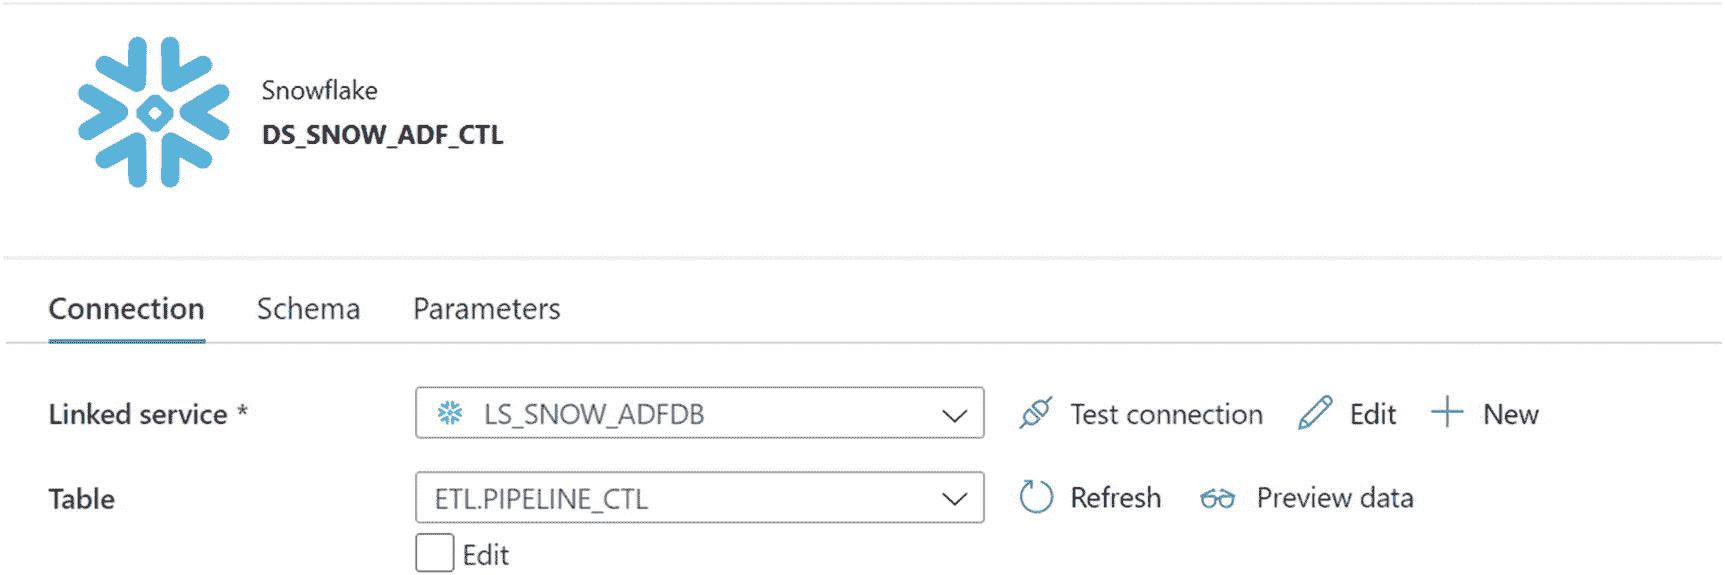 Snowflake
DS_SNOW_ADF_CTL
Connection Schema Parameters
Linked service * LS_SNOW_ADFDB Test connection Edit New
Table ETL.PIPELINE_CTL Refresh Preview data
Edit